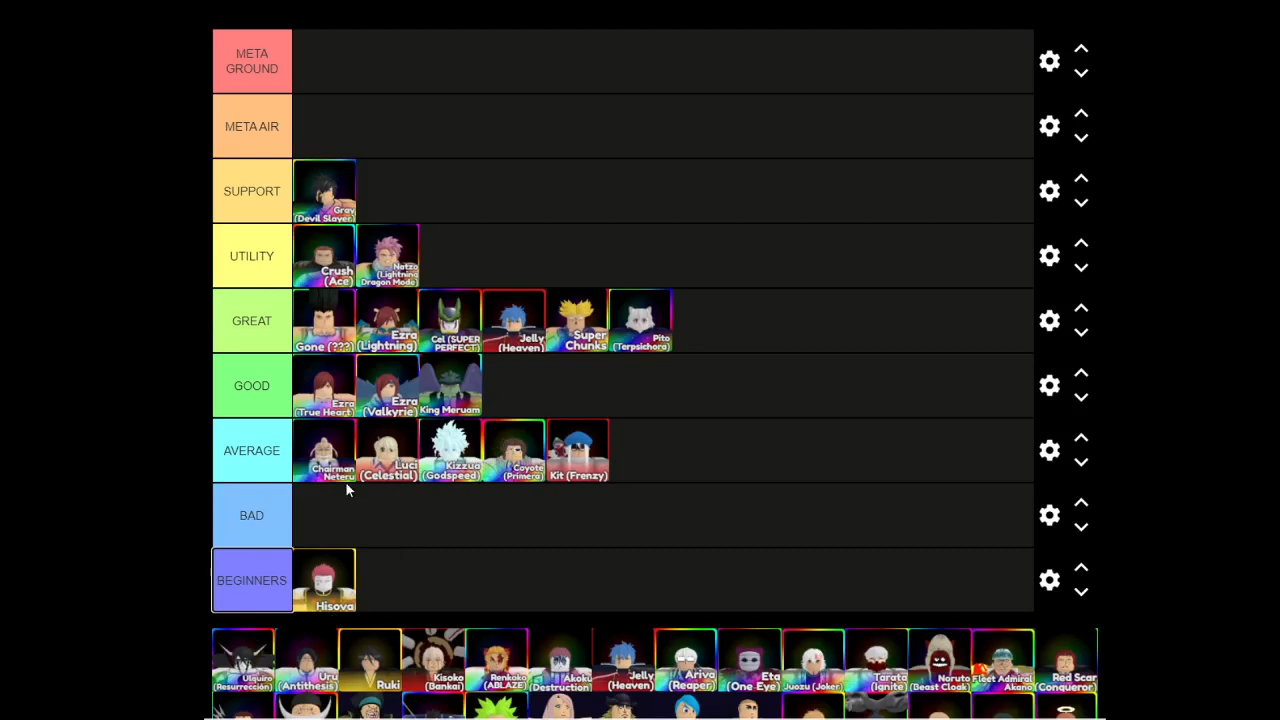 META
GROUND
META AIR
SUPPORT
Gray
(Devil Slayer)
UTILITY
Crush
(Ace)
Natzo
(Lightning
Dragon Mode)
GREAT
Gone (???)
Ezra
(Lightning)
Cel (SUPER
PERFECT)
Jelly
(Heaven)
Super
Chunks
Pito
(Terpsichora)
GOOD
Ezra
(True Heart)
Ezra
(Valkyrie)
King Meruam
AVERAGE
Chairman
Neteru
Luci
(Celestial)
Kizzua
(Godspeed)
Coyote
(Primera)
Kit (Frenzy)
BAD
BEGINNERS
Hisova
Ulquiro
(Resurrección)
Uru
(Antithesis)
Ruki
Kisoka
(Bankai)
Renkoko
(ABLAZE)
Akoku
(Destruction)
Jelly
(Heaven)
Ariva
(Reaper)
Eta
(One Eye)
Juozu (Joker)
Tarata
(Ignite)
Noruto
(Beast Cloak)
Fleet Admiral
Akano
Red Scar
(Conqueror)